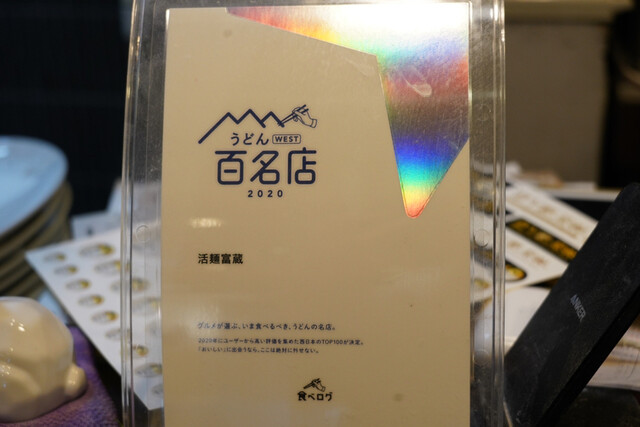 うどん WEST
百名店
2020
活麺富蔵
グルメが選ぶ、いま食べるべき、うどんの名店。
2020年にユーザーから高い評価を集めた西日本のTOP100が決定。
「おいしい」に出会うなら、ここは絶対に外せない。
食べログ
ANKER